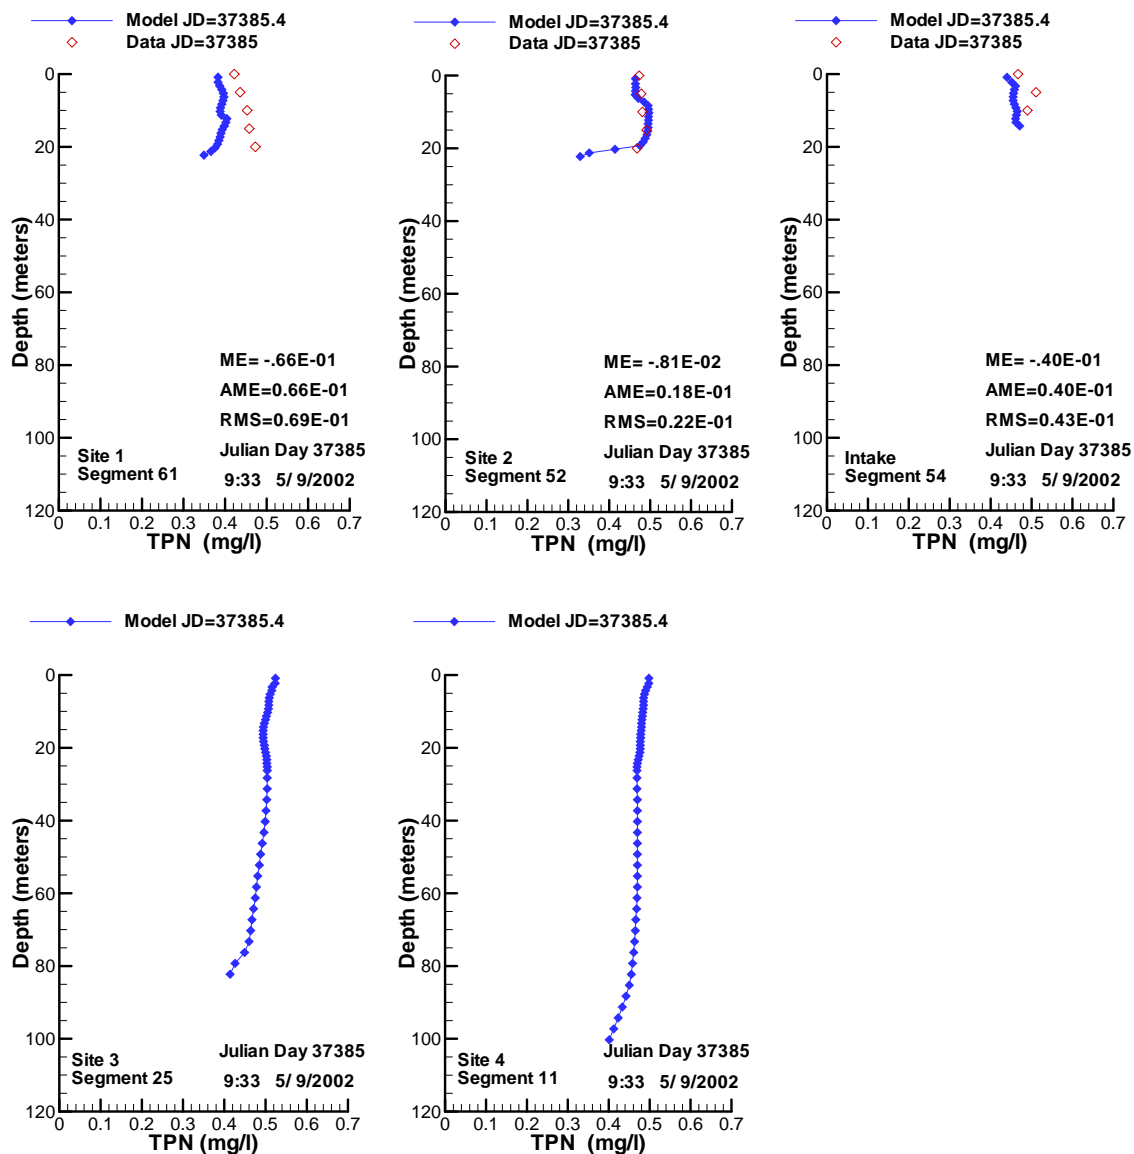 Model JD=37385.4
Data JD=37385
0
20
40
60
80
100
120
Depth (meters)
ME= -.66E-01
AME=0.66E-01
RMS=0.69E-01
Julian Day 37385
9:33 5/ 9/2002
Site 1
Segment 61
0 0.1 0.2 0.3 0.4 0.5 0.6 0.7
TPN (mg/l)
Model JD=37385.4
Data JD=37385
0
20
40
60
80
100
120
Depth (meters)
ME= -.81E-02
AME=0.18E-01
RMS=0.22E-01
Julian Day 37385
9:33 5/ 9/2002
Site 2
Segment 52
0 0.1 0.2 0.3 0.4 0.5 0.6 0.7
TPN (mg/l)
Model JD=37385.4
Data JD=37385
0
20
40
60
80
100
120
Depth (meters)
ME= -.40E-01
AME=0.40E-01
RMS=0.43E-01
Julian Day 37385
9:33 5/ 9/2002
Intake
Segment 54
0 0.1 0.2 0.3 0.4 0.5 0.6 0.7
TPN (mg/l)
Model JD=37385.4
0
20
40
60
80
100
120
Depth (meters)
Julian Day 37385
9:33 5/ 9/2002
Site 3
Segment 25
0 0.1 0.2 0.3 0.4 0.5 0.6 0.7
TPN (mg/l)
Model JD=37385.4
0
20
40
60
80
100
120
Depth (meters)
Julian Day 37385
9:33 5/ 9/2002
Site 4
Segment 11
0 0.1 0.2 0.3 0.4 0.5 0.6 0.7
TPN (mg/l)